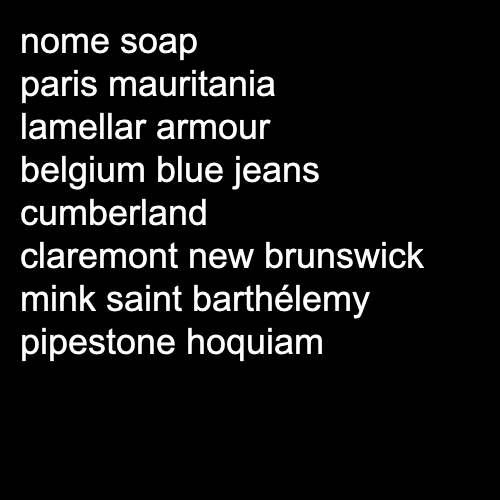 nome soap
paris mauritania
lamellar armour
belgium blue jeans
cumberland
claremont new brunswick
mink saint barthélemy
pipestone hoquiam